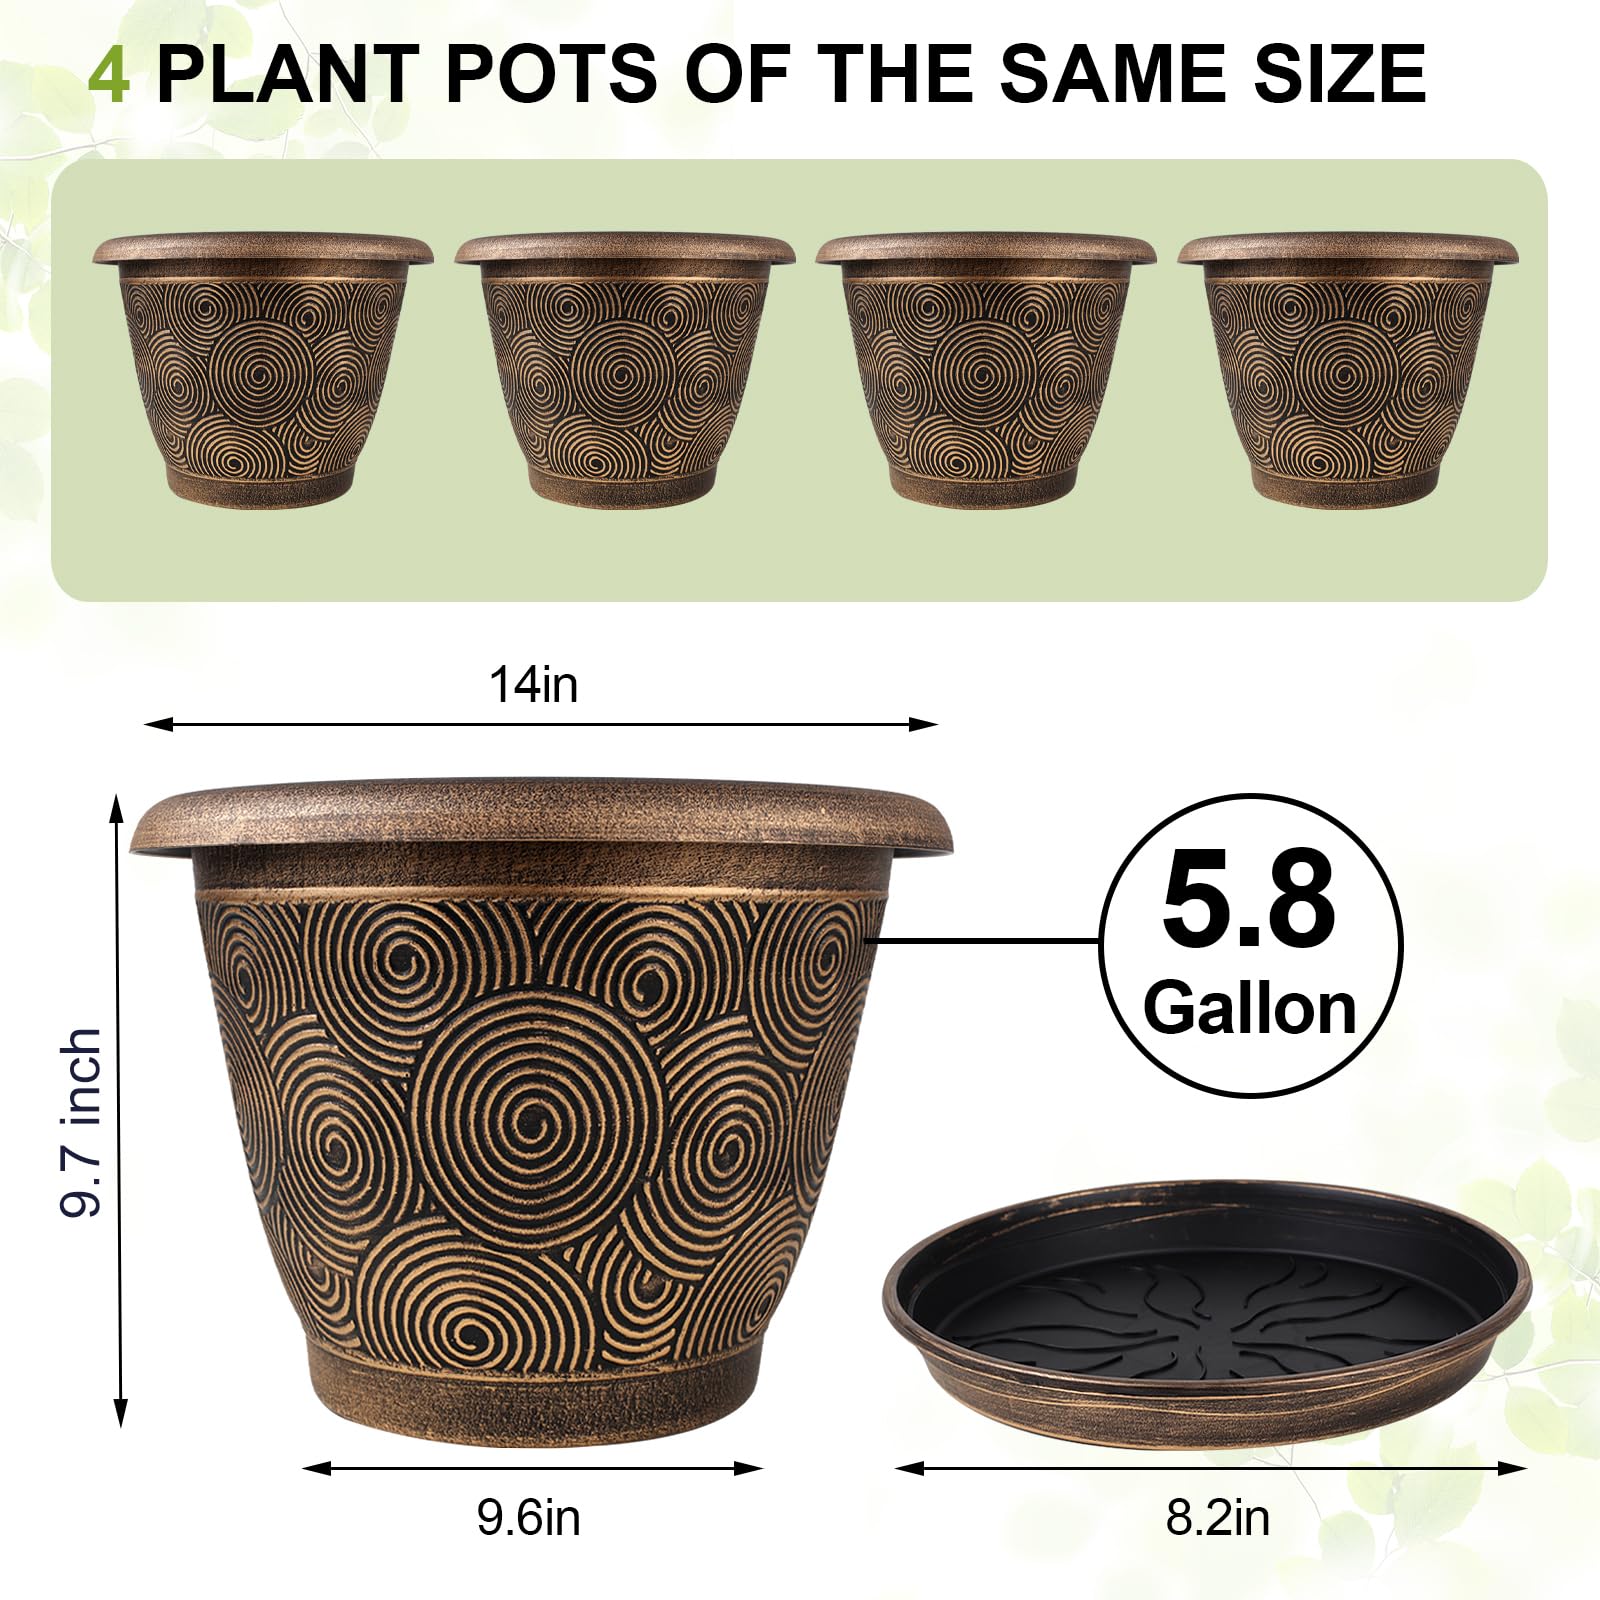 4 PLANT POTS OF THE SAME SIZE
14in
5.8
Gallon
9.7 inch
9.6in
8.2in